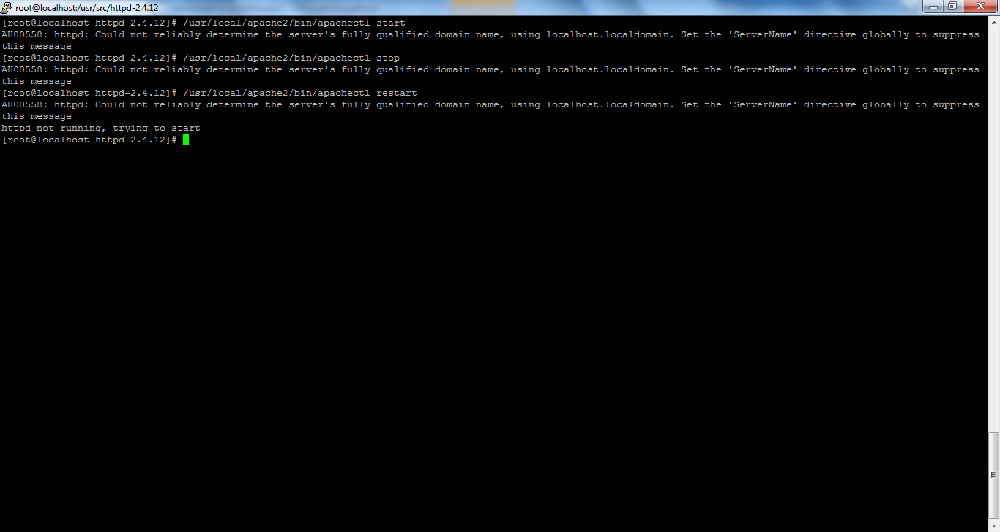 root@localhost:/usr/src/httpd-2.4.12
[root@localhost httpd-2.4.12]# /usr/local/apache2/bin/apachectl start
AH00558: httpd: Could not reliably determine the server's fully qualified domain name, using localhost.localdomain. Set the 'ServerName' directive globally to suppress
this message
[root@localhost httpd-2.4.12]# /usr/local/apache2/bin/apachectl stop
AH00558: httpd: Could not reliably determine the server's fully qualified domain name, using localhost.localdomain. Set the 'ServerName' directive globally to suppress
this message
[root@localhost httpd-2.4.12]# /usr/local/apache2/bin/apachectl restart
AH00558: httpd: Could not reliably determine the server's fully qualified domain name, using localhost.localdomain. Set the 'ServerName' directive globally to suppress
this message
httpd not running, trying to start
[root@localhost httpd-2.4.12]#